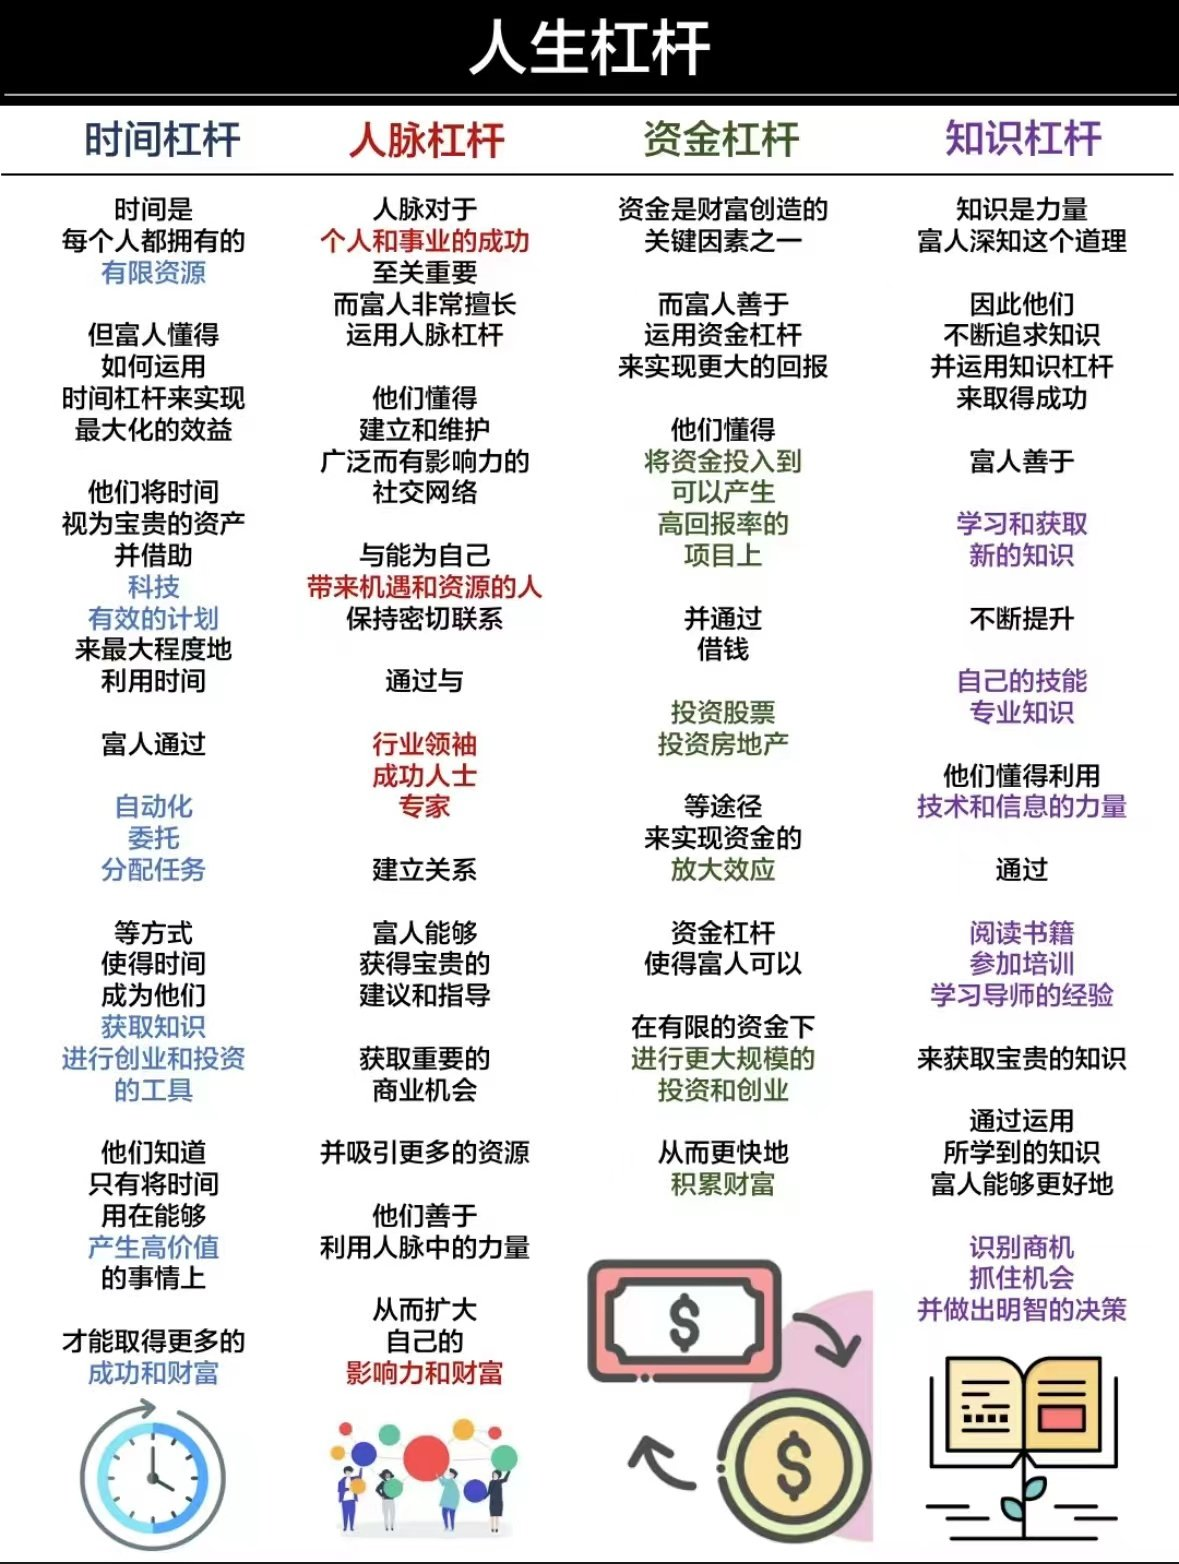 人生杠杆
时间杠杆
时间是
每个人都拥有的
有限资源
但富人懂得
如何运用
时间杠杆来实现
最大化的效益
他们将时间
视为宝贵的资产
并借助
科技
有效的计划
来最大程度地
利用时间
富人通过
自动化
委托
分配任务
等方式
使得时间
成为他们
获取知识
进行创业和投资
的工具
他们知道
只有将时间
用在能够
产生高价值
的事情上
才能取得更多的
成功和财富
人脉杠杆
人脉对于
个人和事业的成功
至关重要
而富人非常擅长
运用人脉杠杆
他们懂得
建立和维护
广泛而有影响力的
社交网络
与能为自己
带来机遇和资源的人
保持密切联系
通过与
行业领袖
成功人士
专家
建立关系
富人能够
获得宝贵的
建议和指导
获取重要的
商业机会
并吸引更多的资源
他们善于
利用人脉中的力量
从而扩大
自己的
影响力和财富
资金杠杆
资金是财富创造的
关键因素之一
而富人善于
运用资金杠杆
来实现更大的回报
他们懂得
将资金投入到
可以产生
高回报率的
项目上
并通过
借钱
投资股票
投资房地产
等途径
来实现资金的
放大效应
资金杠杆
使得富人可以
在有限的资金下
进行更大规模的
投资和创业
从而更快地
积累财富
$
$
知识杠杆
知识是力量
富人深知这个道理
因此他们
不断追求知识
并运用知识杠杆
来取得成功
富人善于
学习和获取
新的知识
不断提升
自己的技能
专业知识
他们懂得利用
技术和信息的力量
通过
阅读书籍
参加培训
学习导师的经验
来获取宝贵的知识
通过运用
所学到的知识
富人能够更好地
识别商机
抓住机会
并做出明智的决策